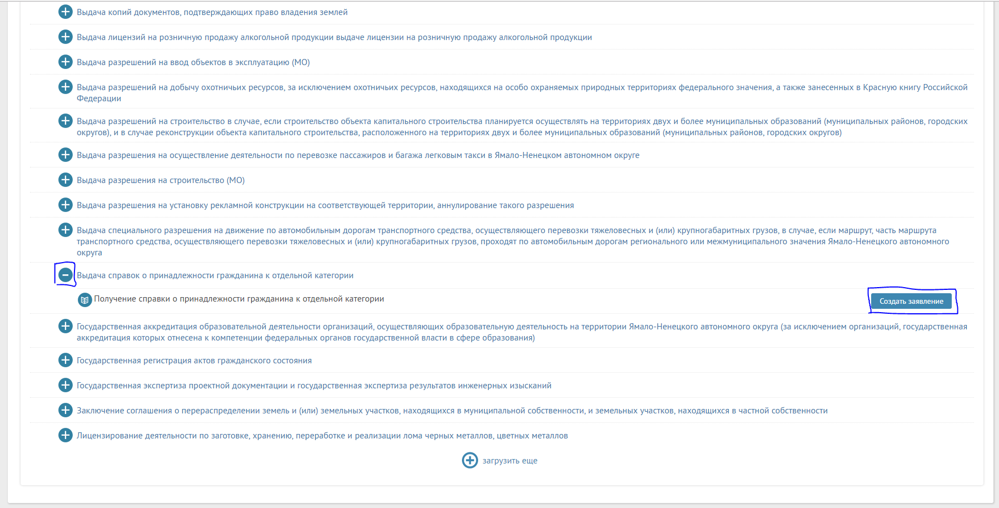 Выдача копий документов, подтверждающих право владения землей
Выдача лицензий на розничную продажу алкогольной продукции выдаче лицензии на розничную продажу алкогольной продукции
Выдача разрешений на ввод объектов в эксплуатацию (МО)
Выдача разрешений на добычу охотничьих ресурсов, за исключением охотничьих ресурсов, находящихся на особо охраняемых природных территориях федерального значения, а также занесенных в Красную книгу Российской
Федерации
Выдача разрешений на строительство в случае, если строительство объекта капитального строительства планируется осуществлять на территориях двух и более муниципальных образований (муниципальных районов, городских
округов), и в случае реконструкции объекта капитального строительства, расположенного на территориях двух и более муниципальных образований (муниципальных районов, городских округов)
Выдача разрешения на осуществление деятельности по перевозке пассажиров и багажа легковым такси в Ямало-Ненецком автономном округе
Выдача разрешения на строительство (МО)
Выдача разрешения на установку рекламной конструкции на соответствующей территории, аннулирование такого разрешения
Выдача специального разрешения на движение по автомобильным дорогам транспортного средства, осуществляющего перевозки тяжеловесных и (или) крупногабаритных грузов, в случае, если маршрут, часть маршрута
транспортного средства, осуществляющего перевозки тяжеловесных и (или) крупногабаритных грузов, проходят по автомобильным дорогам регионального или межмуниципального значения Ямало-Ненецкого автономного
округа
Выдача справок о принадлежности гражданина к отдельной категории
Получение справки о принадлежности гражданина к отдельной категории
Создать заявление
Государственная аккредитация образовательной деятельности организаций, осуществляющих образовательную деятельность на территории Ямало-Ненецкого автономного округа (за исключением организаций, государственная
аккредитация которых отнесена к компетенции федеральных органов государственной власти в сфере образования)
Государственная регистрация актов гражданского состояния
Государственная экспертиза проектной документации и государственная экспертиза результатов инженерных изысканий
Заключение соглашения о перераспределении земель и (или) земельных участков, находящихся в муниципальной собственности, и земельных участков, находящихся в частной собственности
Лицензирование деятельности по заготовке, хранению, переработке и реализации лома черных металлов, цветных металлов
загрузить еще